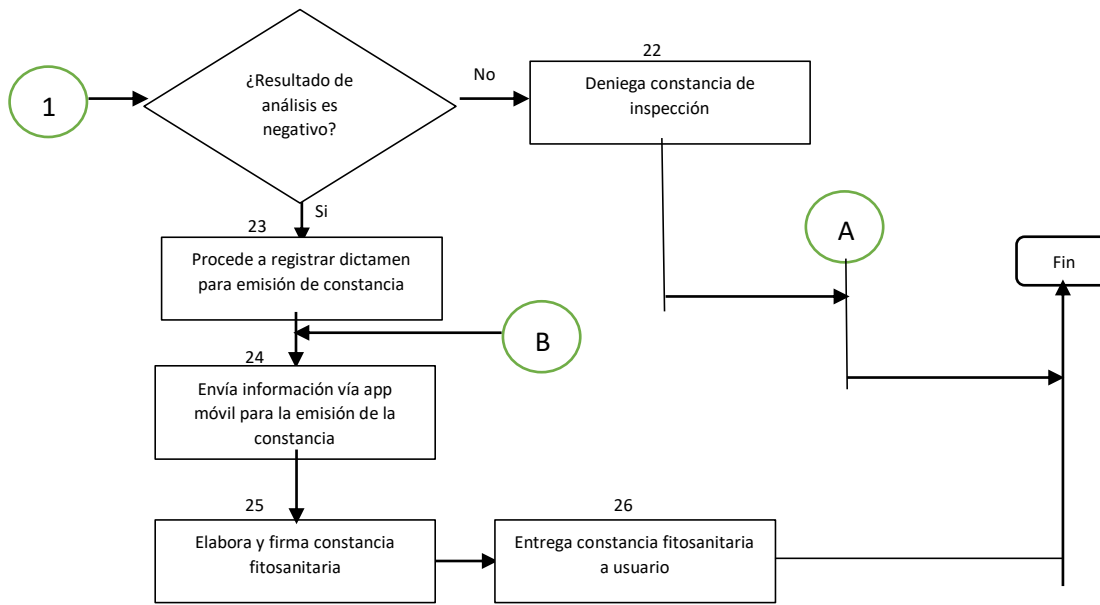 1
¿Resultado de
análisis es
negativo?
No
22
Deniega constancia de
inspección
Si
23
Procede a registrar dictamen
para emisión de constancia
A
Fin
B
24
Envía información vía app
móvil para la emisión de la
constancia
25
Elabora y firma constancia
fitosanitaria
26
Entrega constancia fitosanitaria
a usuario